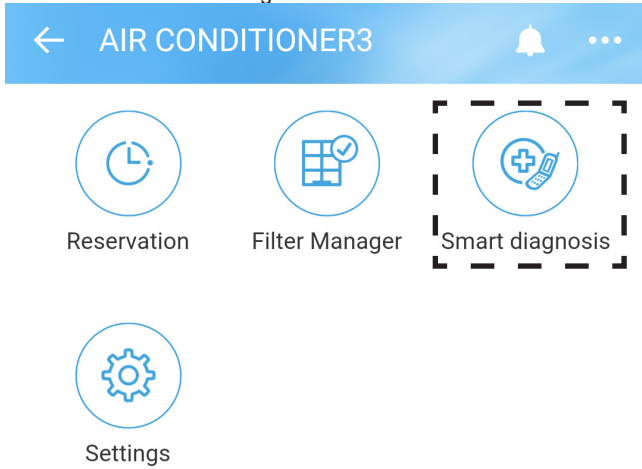 AIR CONDITIONER3
Reservation
Filter Manager
Smart diagnosis
Settings